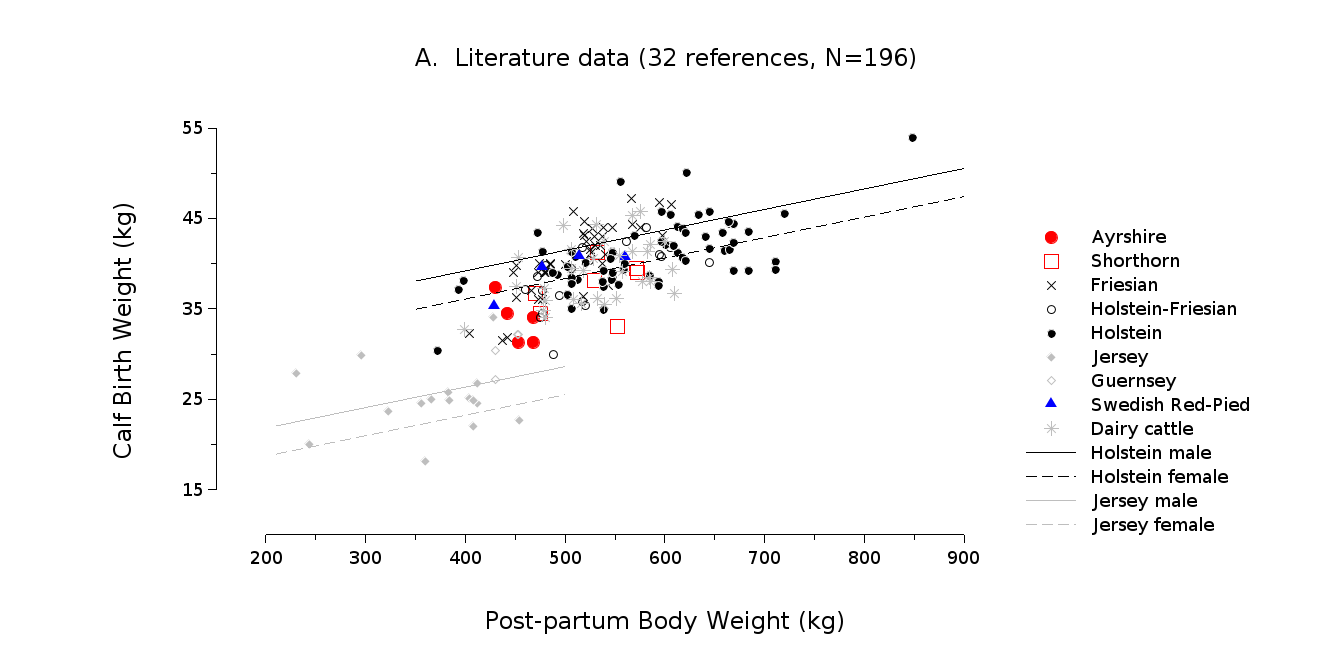 A. Literature data (32 references, N=196)
55
45
35
25
15
Calf Birth Weight (kg)
200 300 400 500 600 700 800 900
Post-partum Body Weight (kg)
Ayrshire
Shorthorn
Friesian
Holstein-Friesian
Holstein
Jersey
Guernsey
Swedish Red-Pied
Dairy cattle
Holstein male
Holstein female
Jersey male
Jersey female